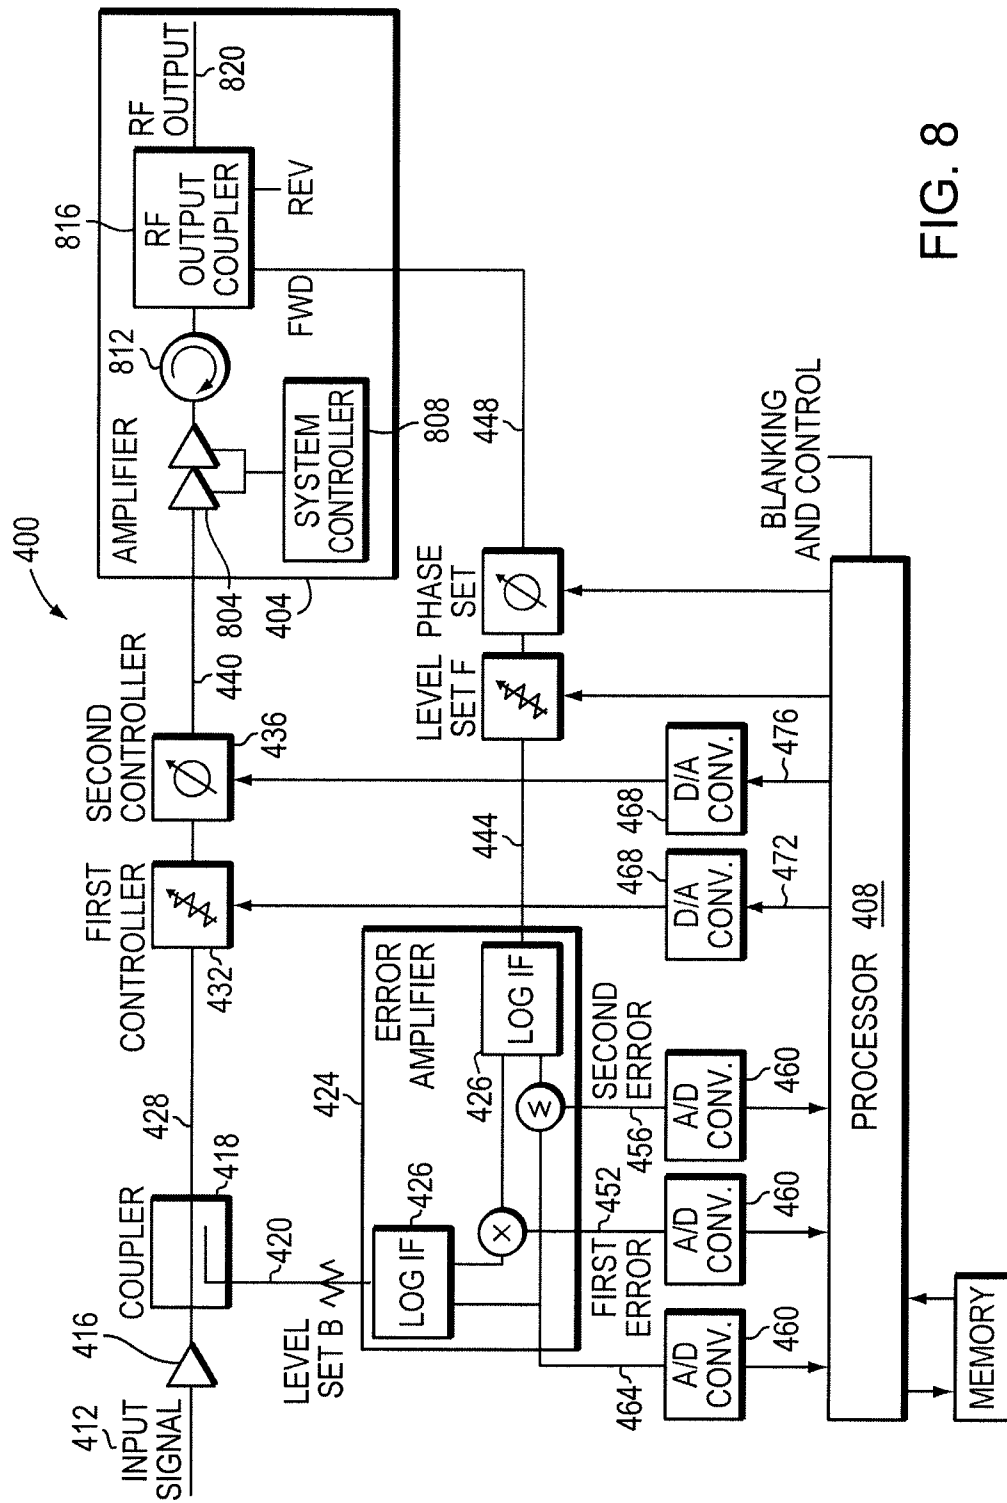 400
412
INPUT
SIGNAL
416
COUPLER
418
428
FIRST
CONTROLLER
432
SECOND
CONTROLLER
436
440
804
404
AMPLIFIER
812
816
RF
OUTPUT
COUPLER
RF
OUTPUT
820
REV
FWD
SYSTEM
CONTROLLER
808
420
LEVEL
SET B
424
ERROR
AMPLIFIER
LOG IF
426
X
LOG IF
426
Σ
444
LEVEL
SET F
PHASE
SET
448
FIRST
ERROR
452
456
SECOND
ERROR
464
A/D
CONV.
460
A/D
CONV.
460
A/D
CONV.
460
D/A
CONV.
468
472
D/A
CONV.
468
476
BLANKING
AND CONTROL
PROCESSOR 408
MEMORY
FIG. 8